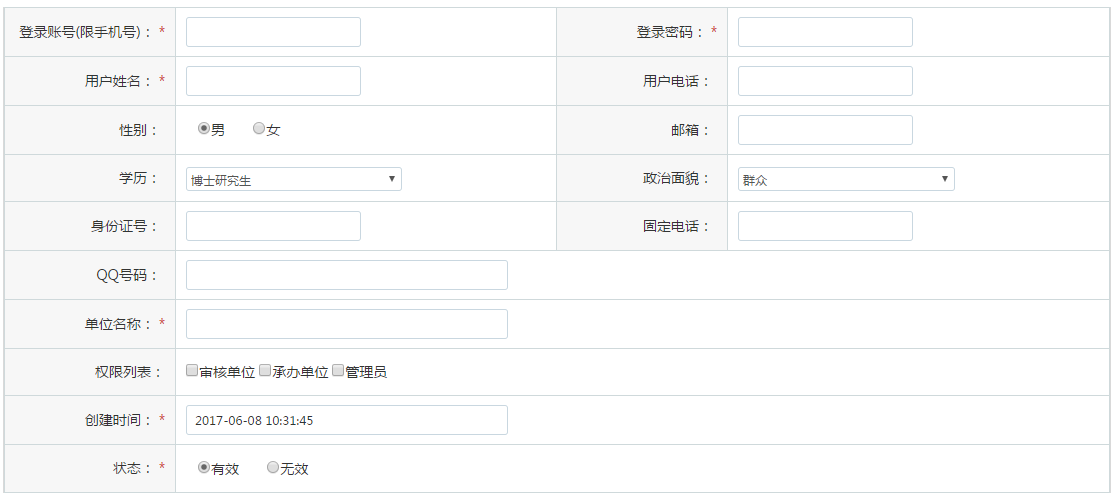 登录账号(限手机号)：* 登录密码：*
用户姓名：* 用户电话：
性别： 男 女 邮箱：
学历： 博士研究生 政治面貌： 群众
身份证号： 固定电话：
QQ号码：
单位名称：*
权限列表： 审核单位 承办单位 管理员
创建时间：* 2017-06-08 10:31:45
状态：* 有效 无效